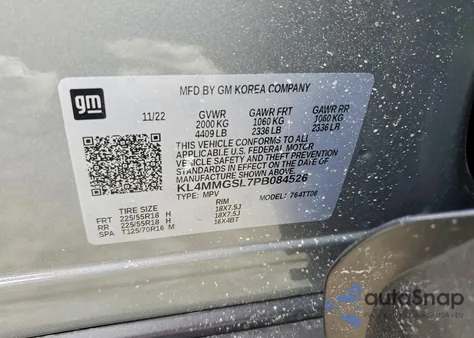 gm
MFD BY GM KOREA COMPANY
11/22 GVWR GAWR FRT GAWR RR
2000 KG 1060 KG 1060 KG
4409 LB 2336 LB 2336 LB
THIS VEHICLE CONFORMS TO ALL
APPLICABLE U.S. FEDERAL MOTOR
VEHICLE SAFETY AND THEFT PREVENTION
STANDARDS IN EFFECT ON THE DATE OF
MANUFACTURE SHOWN ABOVE.
KL4MMGSL7PB084526
TYPE: MPV MODEL: 764TT06
TIRE SIZE RIM
FRT 225/55R18 H 18X7.5J
RR 225/55R18 H 18X7.5J
SPA T125/70R16 M 16X4BT
autoSnap